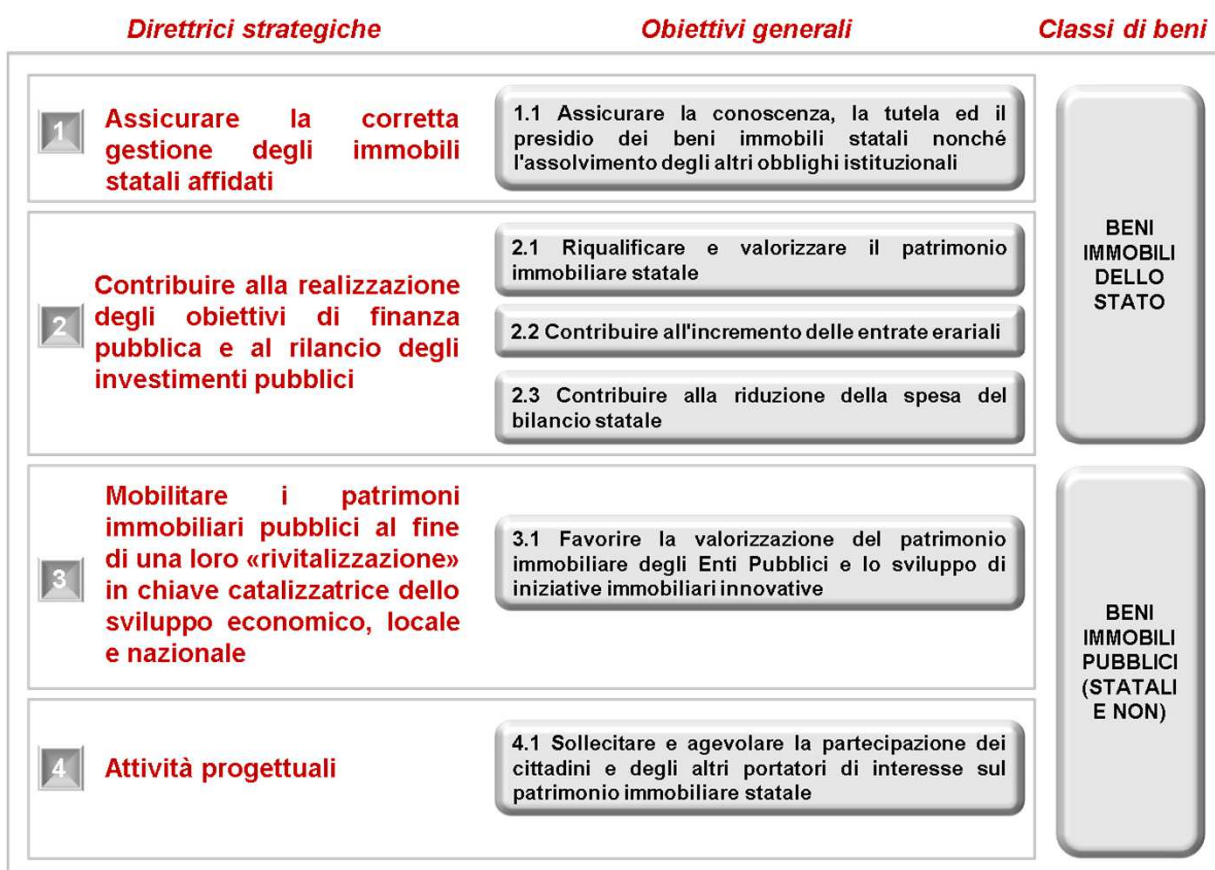 Direttrici strategiche
Obiettivi generali
Classi di beni
1
Assicurare la corretta
gestione degli immobili
statali affidati
1.1 Assicurare la conoscenza, la tutela ed il
presidio dei beni immobili statali nonché
l'assolvimento degli altri obblighi istituzionali
2
Contribuire alla realizzazione
degli obiettivi di finanza
pubblica e al rilancio degli
investimenti pubblici
2.1 Riqualificare e valorizzare il patrimonio
immobiliare statale
2.2 Contribuire all'incremento delle entrate erariali
2.3 Contribuire alla riduzione della spesa del
bilancio statale
BENI
IMMOBILI
DELLO
STATO
3
Mobilitare i patrimoni
immobiliari pubblici al fine
di una loro «rivitalizzazione»
in chiave catalizzatrice dello
sviluppo economico, locale
e nazionale
3.1 Favorire la valorizzazione del patrimonio
immobiliare degli Enti Pubblici e lo sviluppo di
iniziative immobiliari innovative
4
Attività progettuali
4.1 Sollecitare e agevolare la partecipazione dei
cittadini e degli altri portatori di interesse sul
patrimonio immobiliare statale
BENI
IMMOBILI
PUBBLICI
(STATALI
E NON)